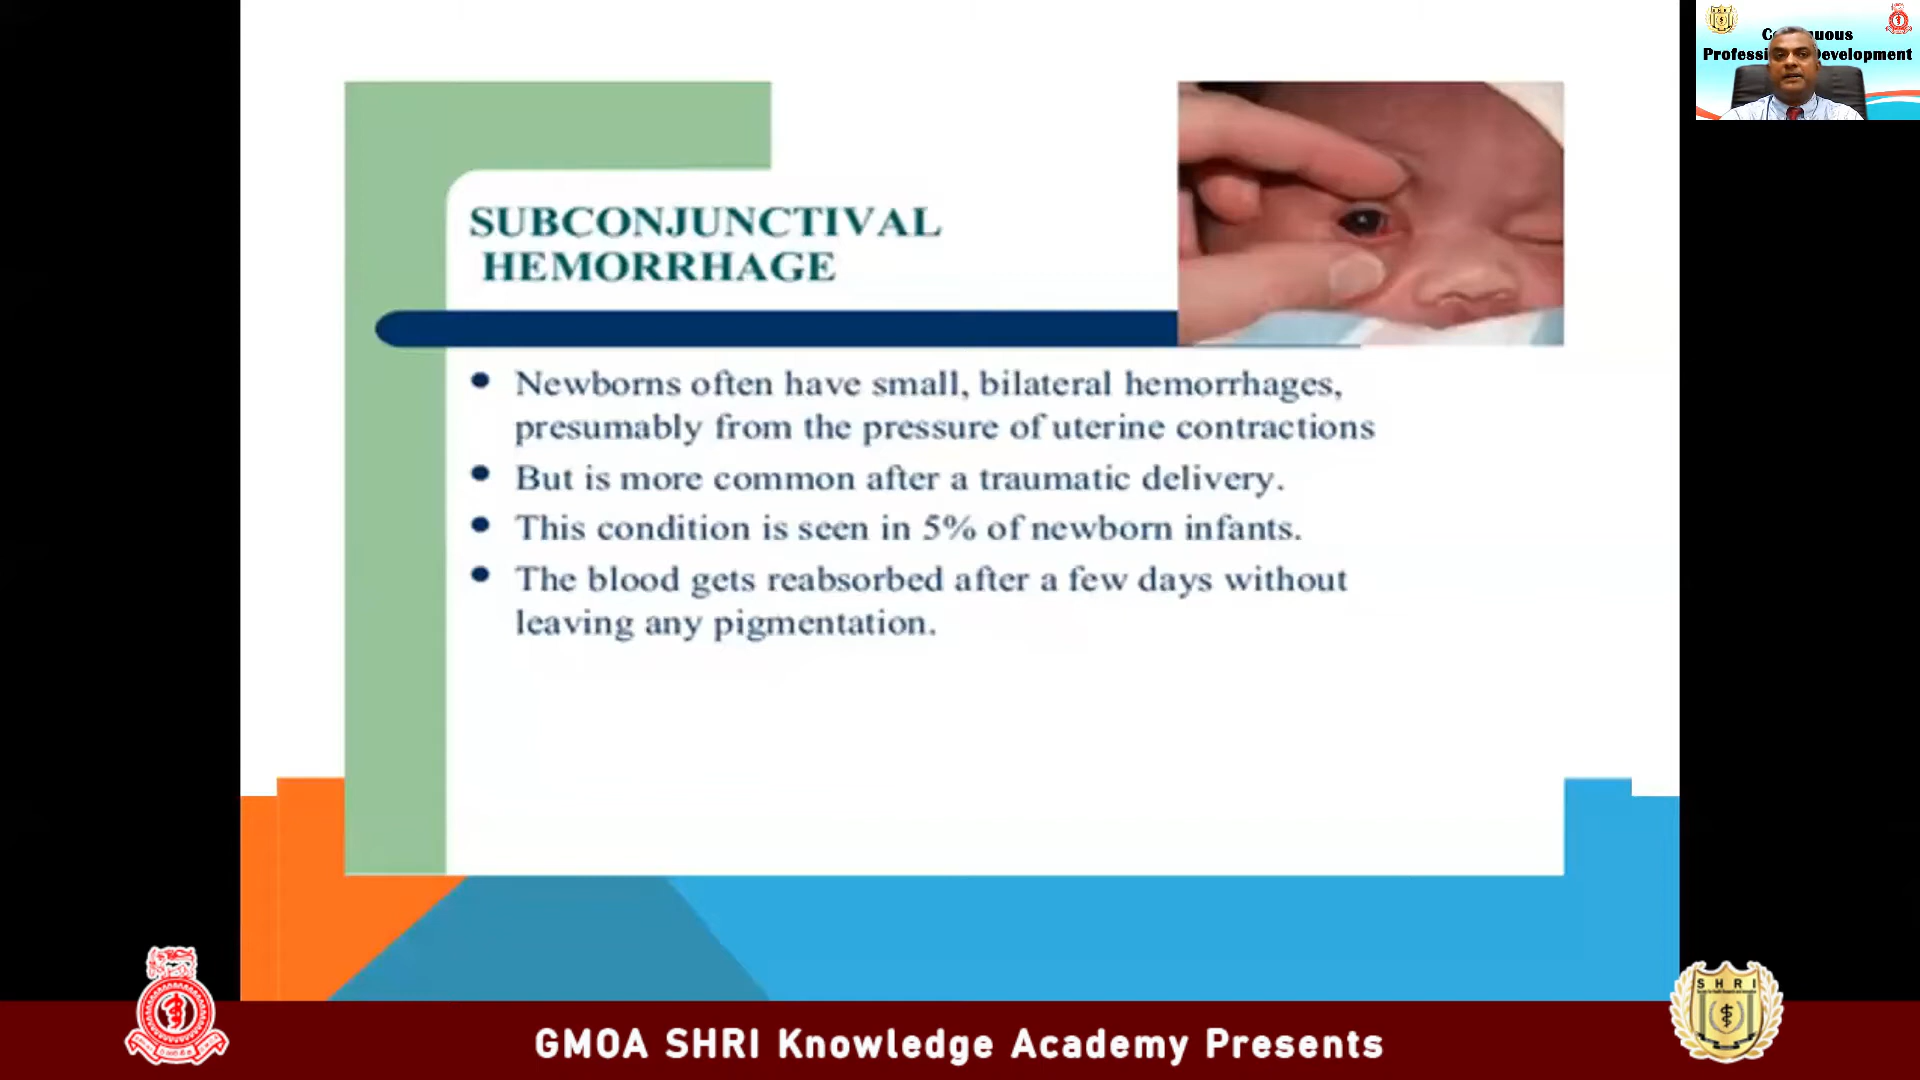 Continuous
Professional Development
SUBCONJUNCTIVAL
HEMORRHAGE
Newborns often have small, bilateral hemorrhages,
presumably from the pressure of uterine contractions
But is more common after a traumatic delivery.
This condition is seen in 5% of newborn infants.
The blood gets reabsorbed after a few days without
leaving any pigmentation.
SHRI
GMOA SHRI Knowledge Academy Presents